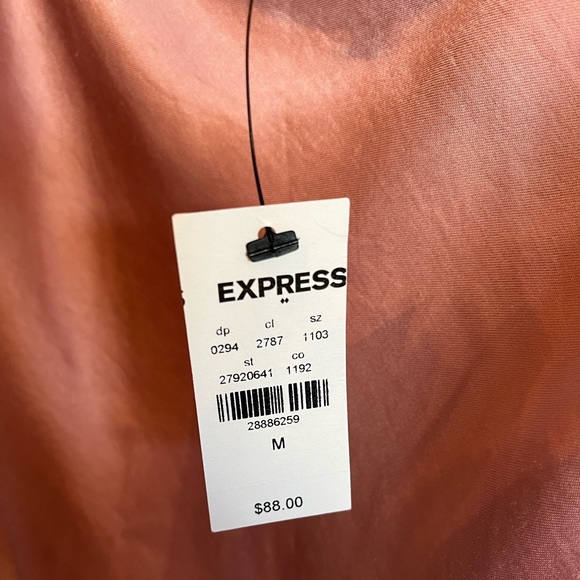 EXPRESS
dp cl sz
0294 2787 1103
st co
27920641 1192
28886259
M
$88.00